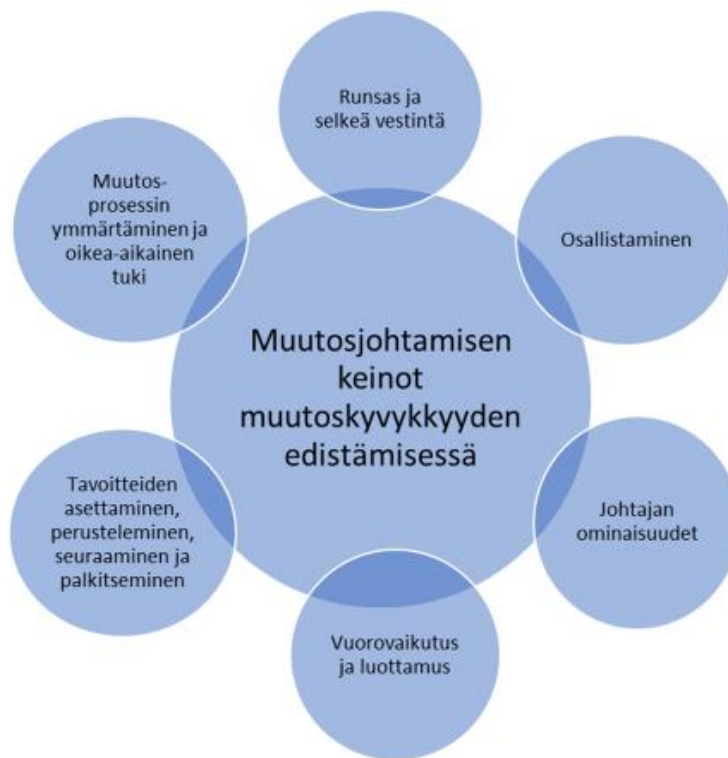 Runsas ja
selkeä vestintä
Osallistaminen
Johtajan
ominaisuudet
Vuorovaikutus
ja luottamus
Tavoitteiden
asettaminen,
perusteleminen,
seuraaminen ja
palkitseminen
Muutos-
prosessin
ymmärtäminen ja
oikea-aikainen
tuki
Muutosjohtamisen
keinot
muutoskyvykkyyden
edistämisessä